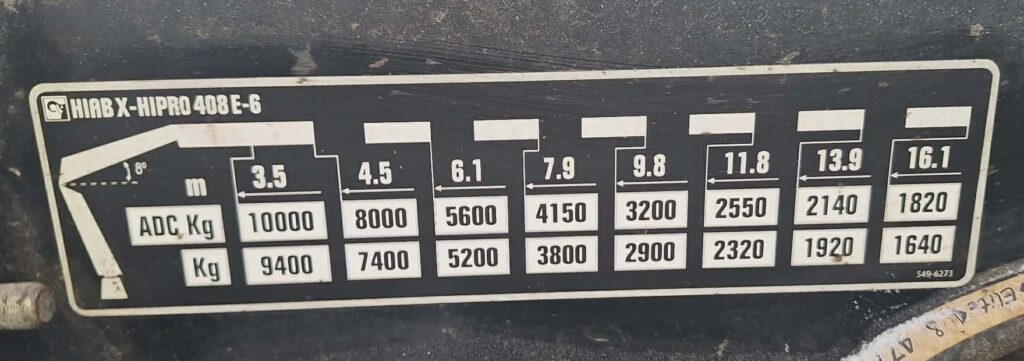 HIAB X-HIPRO 408 E-6
8°
m 3.5 4.5 6.1 7.9 9.8 11.8 13.9 16.1
ADC Kg 10000 8000 5600 4150 3200 2550 2140 1820
Kg 9400 7400 5200 3800 2900 2320 1920 1640
549-6273